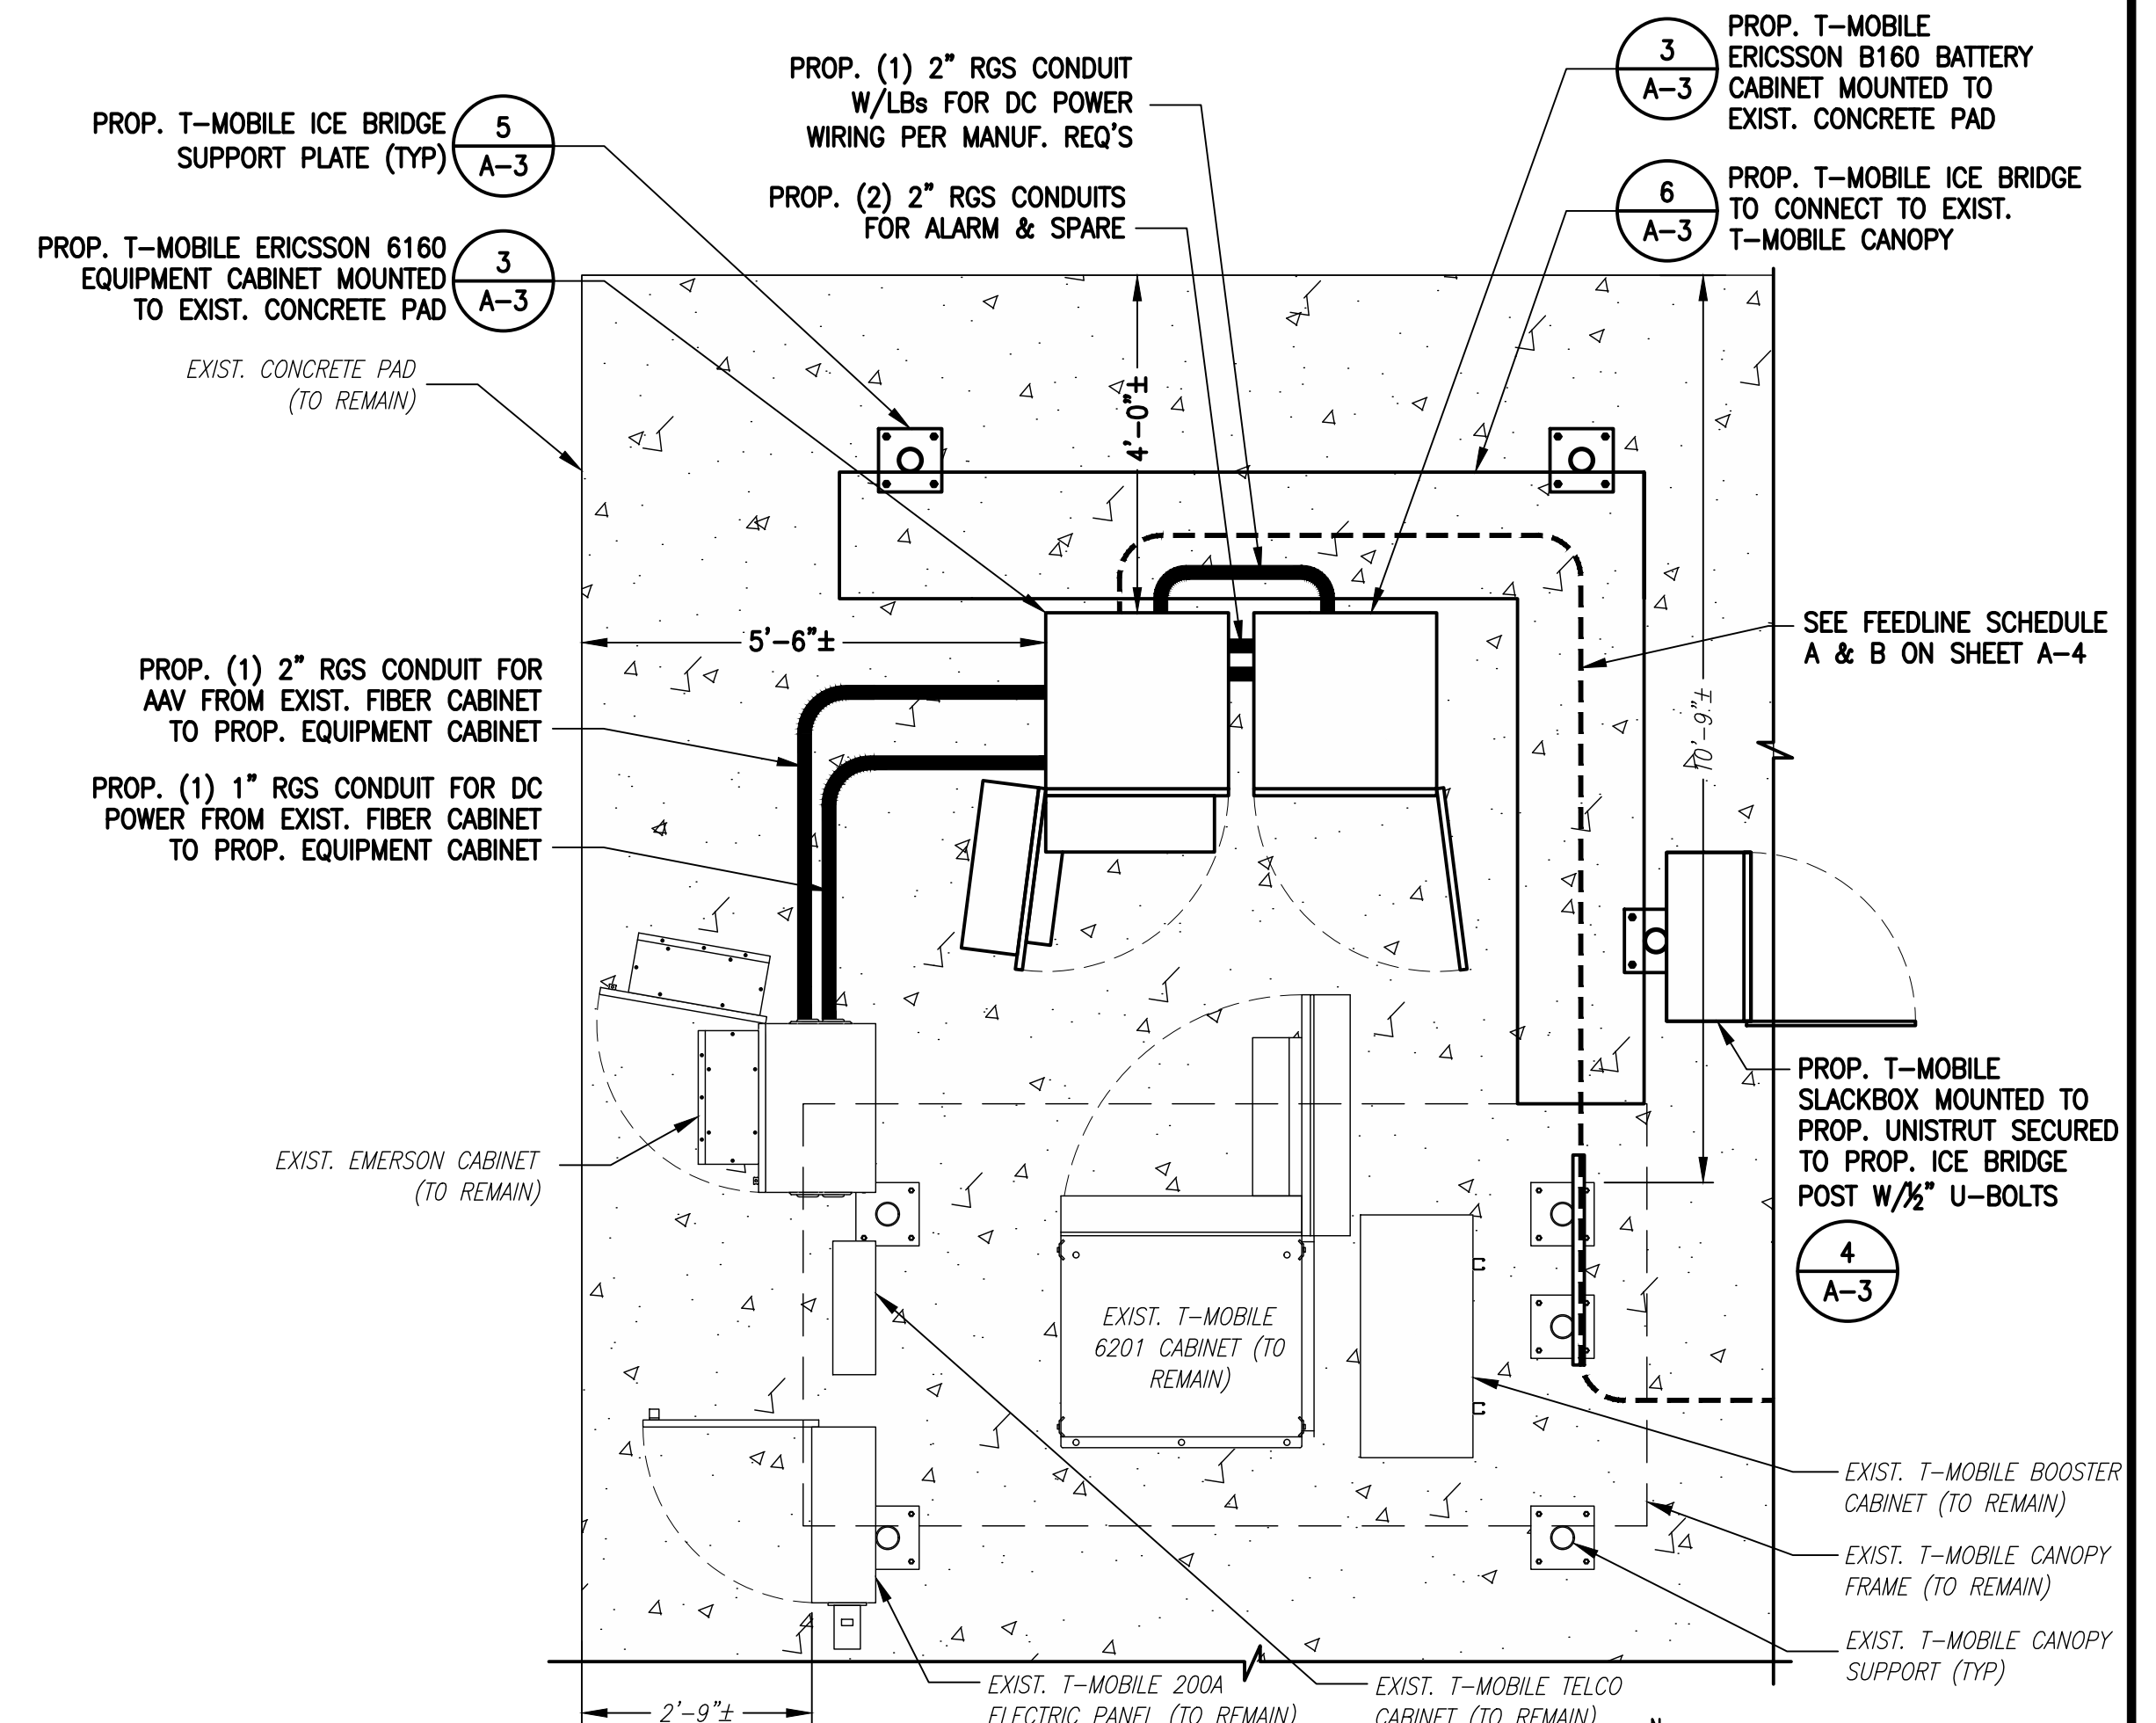 PROP. T-MOBILE ICE BRIDGE
SUPPORT PLATE (TYP)
5
A-3
PROP. (1) 2" RGS CONDUIT
W/LBs FOR DC POWER
WIRING PER MANUF. REQ'S
3
A-3
PROP. T-MOBILE
ERICSSON B160 BATTERY
CABINET MOUNTED TO
EXIST. CONCRETE PAD
PROP. (2) 2" RGS CONDUITS
FOR ALARM & SPARE
6
A-3
PROP. T-MOBILE ICE BRIDGE
TO CONNECT TO EXIST.
T-MOBILE CANOPY
PROP. T-MOBILE ERICSSON 6160
EQUIPMENT CABINET MOUNTED
TO EXIST. CONCRETE PAD
3
A-3
EXIST. CONCRETE PAD
(TO REMAIN)
4'-0"±
5'-6"±
10'-9"±
SEE FEEDLINE SCHEDULE
A & B ON SHEET A-4
PROP. (1) 2" RGS CONDUIT FOR
AAV FROM EXIST. FIBER CABINET
TO PROP. EQUIPMENT CABINET
PROP. (1) 1" RGS CONDUIT FOR DC
POWER FROM EXIST. FIBER CABINET
TO PROP. EQUIPMENT CABINET
PROP. T-MOBILE
SLACKBOX MOUNTED TO
PROP. UNISTRUT SECURED
TO PROP. ICE BRIDGE
POST W/½" U-BOLTS
4
A-3
EXIST. EMERSON CABINET
(TO REMAIN)
EXIST. T-MOBILE
6201 CABINET (TO
REMAIN)
EXIST. T-MOBILE BOOSTER
CABINET (TO REMAIN)
EXIST. T-MOBILE CANOPY
FRAME (TO REMAIN)
EXIST. T-MOBILE CANOPY
SUPPORT (TYP)
EXIST. T-MOBILE 200A
ELECTRIC PANEL (TO REMAIN)
EXIST. T-MOBILE TELCO
CABINET (TO REMAIN)
2'-9"±
N